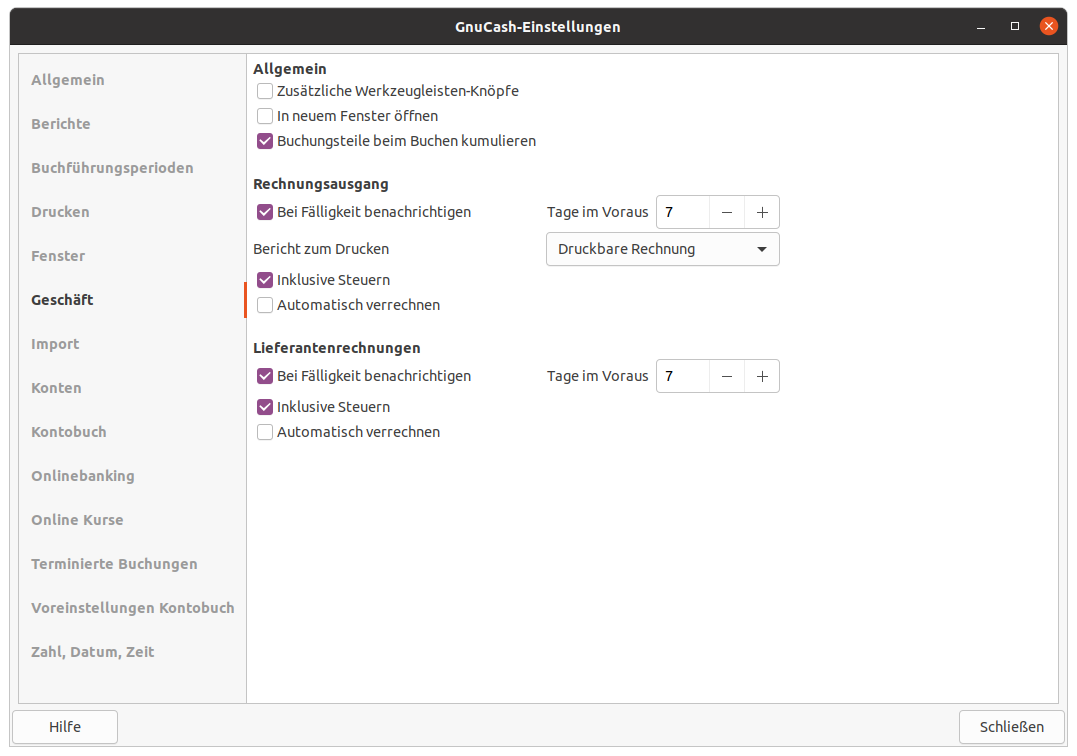 GnuCash-Einstellungen
Allgemein
Berichte
Buchführungsperioden
Drucken
Fenster
Geschäft
Import
Konten
Kontobuch
Onlinebanking
Online Kurse
Terminierte Buchungen
Voreinstellungen Kontobuch
Zahl, Datum, Zeit
Allgemein
Zusätzliche Werkzeugleisten-Knöpfe
In neuem Fenster öffnen
Buchungsteile beim Buchen kumulieren
Rechnungsausgang
Bei Fälligkeit benachrichtigen Tage im Voraus 7
Bericht zum Drucken Druckbare Rechnung
Inklusive Steuern
Automatisch verrechnen
Lieferantenrechnungen
Bei Fälligkeit benachrichtigen Tage im Voraus 7
Inklusive Steuern
Automatisch verrechnen
Hilfe Schließen